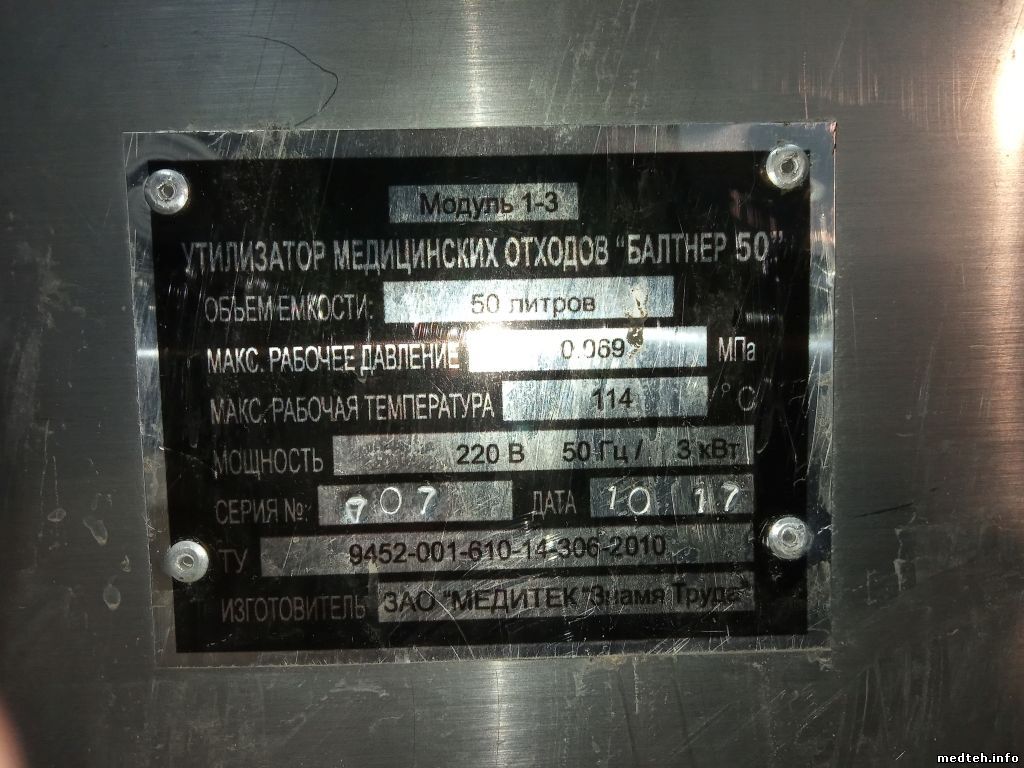 Модуль 1-3
УТИЛИЗАТОР МЕДИЦИНСКИХ ОТХОДОВ "БАЛТНЕР 50"
ОБЪЕМ ЕМКОСТИ: 50 литров
МАКС. РАБОЧЕЕ ДАВЛЕНИЕ 0.069 МПа
МАКС. РАБОЧАЯ ТЕМПЕРАТУРА 114 °С
МОЩНОСТЬ 220 В 50 Гц / 3 кВт
СЕРИЯ №: 707
ДАТА 10 17
ТУ 9452-001-610-14-306-2010
ИЗГОТОВИТЕЛЬ ЗАО "МЕДИТЕК "Знамя Труда"
medteh.info